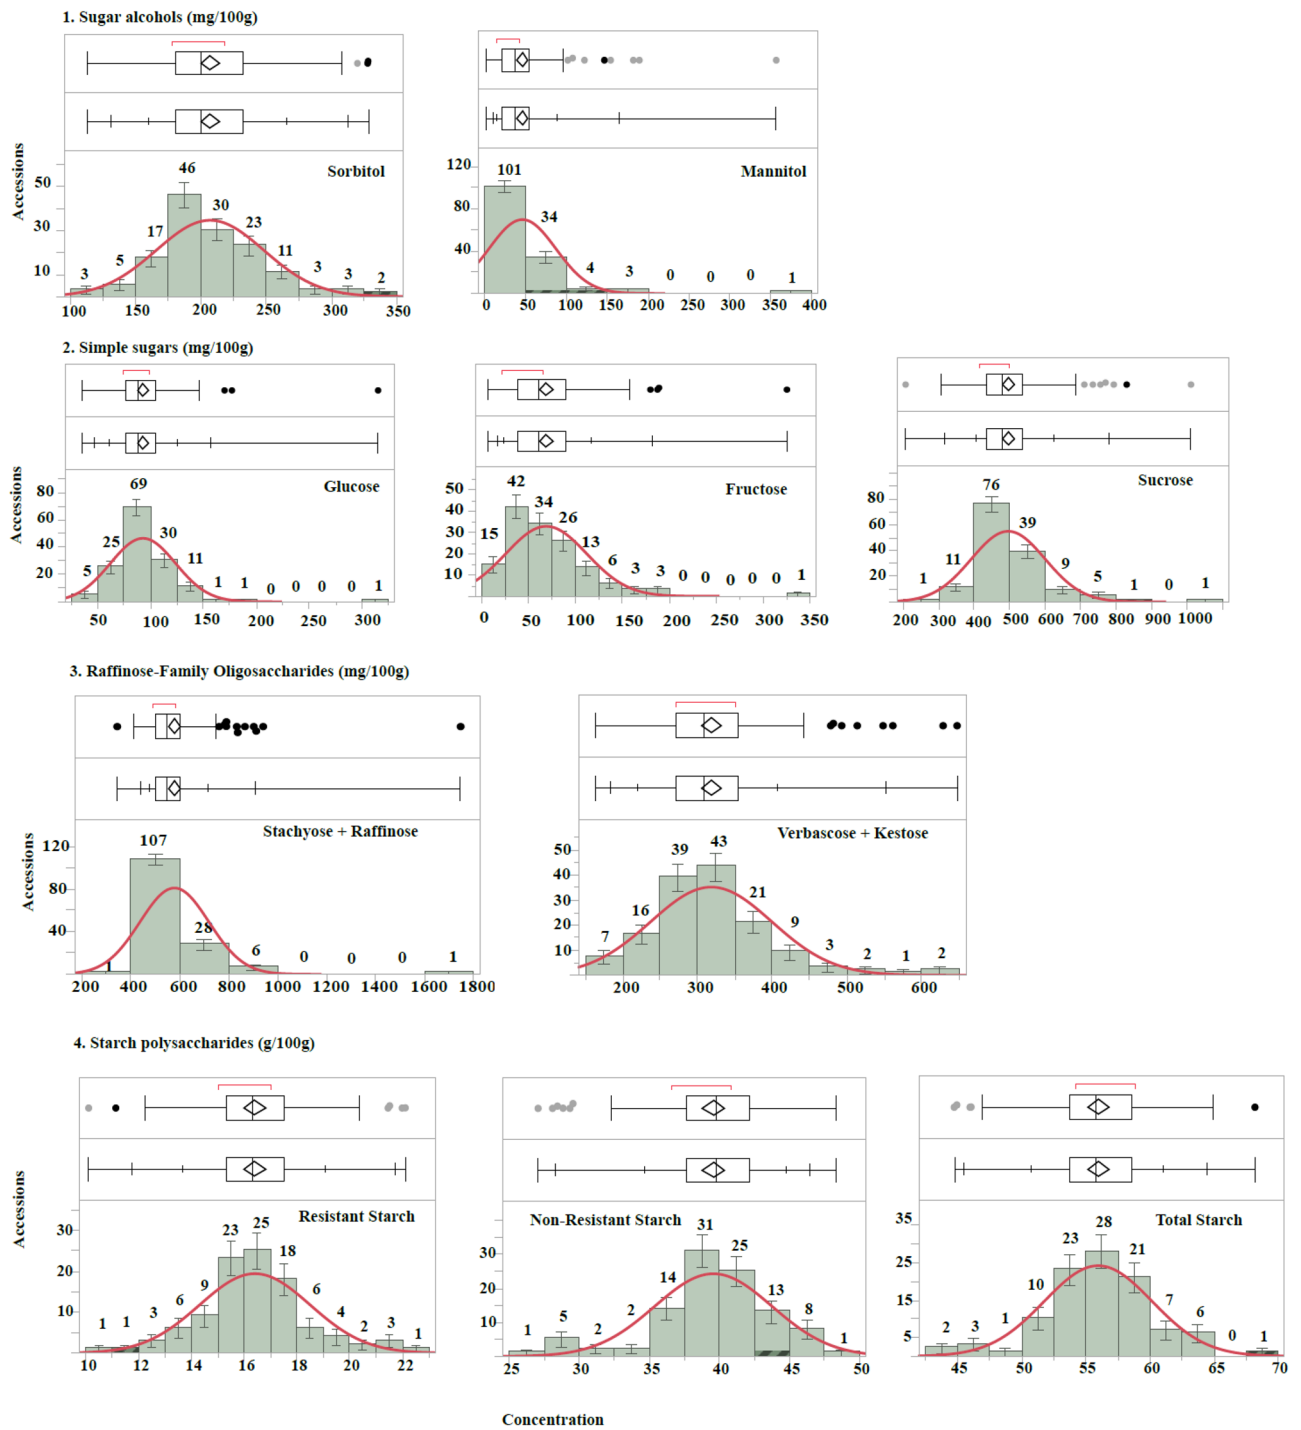 1. Sugar alcohols (mg/100g)
Accessions
Sorbitol
50
30
10
3 5 17 46 30 23 11 3 3 2
100 150 200 250 300 350
Mannitol
120
80
40
101 34 4 3 0 0 0 1
0 50 100 150 200 250 300 350 400
2. Simple sugars (mg/100g)
Accessions
Glucose
80
60
40
20
5 25 69 30 11 1 1 0 0 0 0 1
0 50 100 150 200 250 300
Fructose
50
40
30
20
10
15 42 34 26 13 6 3 3 0 0 0 0 0 1
0 50 100 150 200 250 300 350
Sucrose
80
60
40
20
1 11 76 39 9 5 1 0 1
200 300 400 500 600 700 800 900 1000
3. Raffinose-Family Oligosaccharides (mg/100g)
Accessions
Stachyose + Raffinose
120
80
40
1 107 28 6 0 0 0 1
200 400 600 800 1000 1200 1400 1600 1800
Verbascose + Kestose
50
40
30
20
10
7 16 39 43 21 9 3 2 1 2
200 300 400 500 600
4. Starch polysaccharides (g/100g)
Accessions
Resistant Starch
30
20
10
1 1 3 6 9 23 25 18 6 4 2 3 1
10 12 14 16 18 20 22
Non-Resistant Starch
30
20
10
1 5 2 2 14 31 25 13 8 1
25 30 35 40 45 50
Total Starch
35
25
15
5
2 3 1 10 23 28 21 7 6 0 1
45 50 55 60 65 70
Concentration